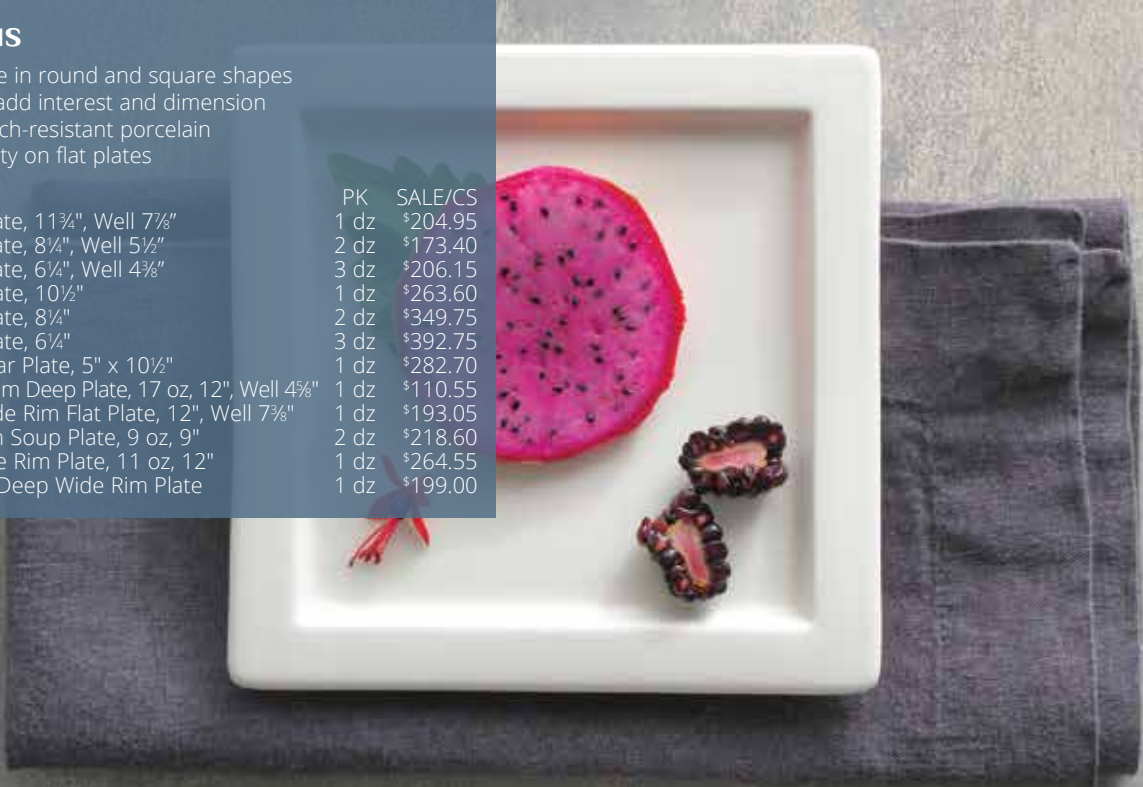 us
e in round and square shapes
add interest and dimension
ch-resistant porcelain
ty on flat plates
PK SALE/CS
ate, 11¾", Well 7⅞” 1 dz $204.95
ate, 8¼", Well 5½” 2 dz $173.40
ate, 6¼", Well 4⅜” 3 dz $206.15
ate, 10½" 1 dz $263.60
ate, 8¼" 2 dz $349.75
ate, 6¼" 3 dz $392.75
ar Plate, 5" x 10½" 1 dz $282.70
m Deep Plate, 17 oz, 12", Well 4⅝" 1 dz $110.55
de Rim Flat Plate, 12", Well 7⅜" 1 dz $193.05
n Soup Plate, 9 oz, 9" 2 dz $218.60
e Rim Plate, 11 oz, 12" 1 dz $264.55
Deep Wide Rim Plate 1 dz $199.00